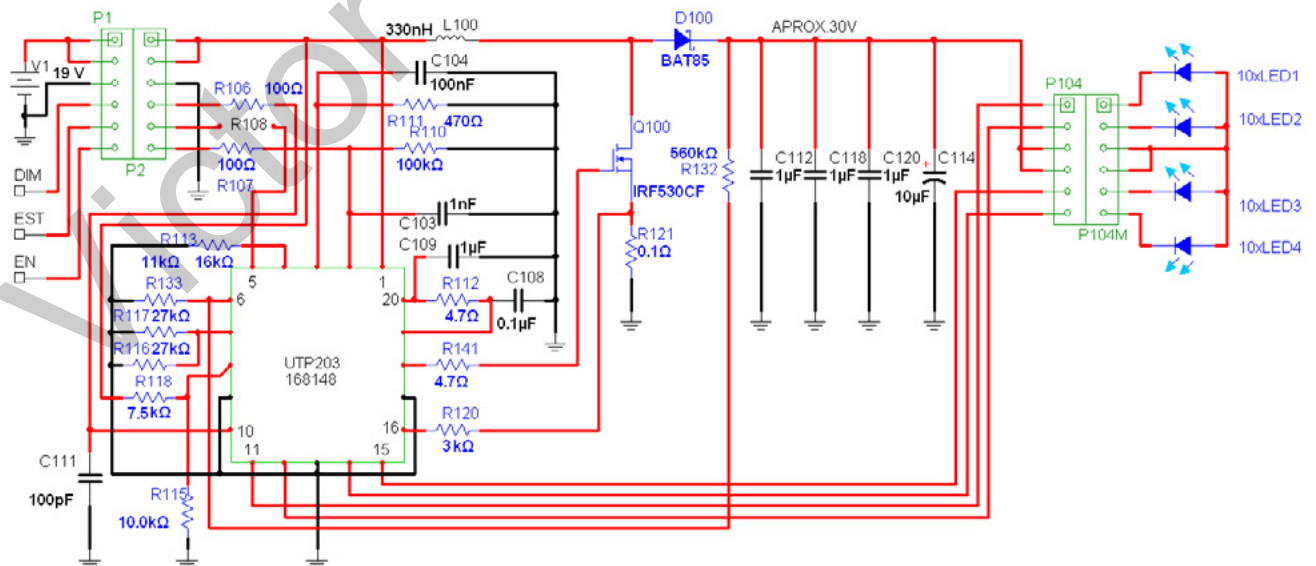 P1
V1
19 V
P2
DIM
EST
EN
R106
100Ω
R108
100Ω
R107
330nH
L100
C104
100nF
R111
470Ω
R110
100kΩ
1nF
C103
C109
1µF
C108
0.1µF
R113
11kΩ
16kΩ
R133
R117
27kΩ
R116
27kΩ
R118
7.5kΩ
C111
100pF
R115
10.0kΩ
5
1
6
20
UTP203
168148
10
16
11
15
R112
4.7Ω
R141
4.7Ω
R120
3kΩ
Q100
IRF530CF
R121
0.1Ω
D100
BAT85
APROX.30V
560kΩ
R132
C112
1µF
C118
1µF
C120
1µF
C114
+
10µF
P104
P104M
10xLED1
10xLED2
10xLED3
10xLED4
Victor